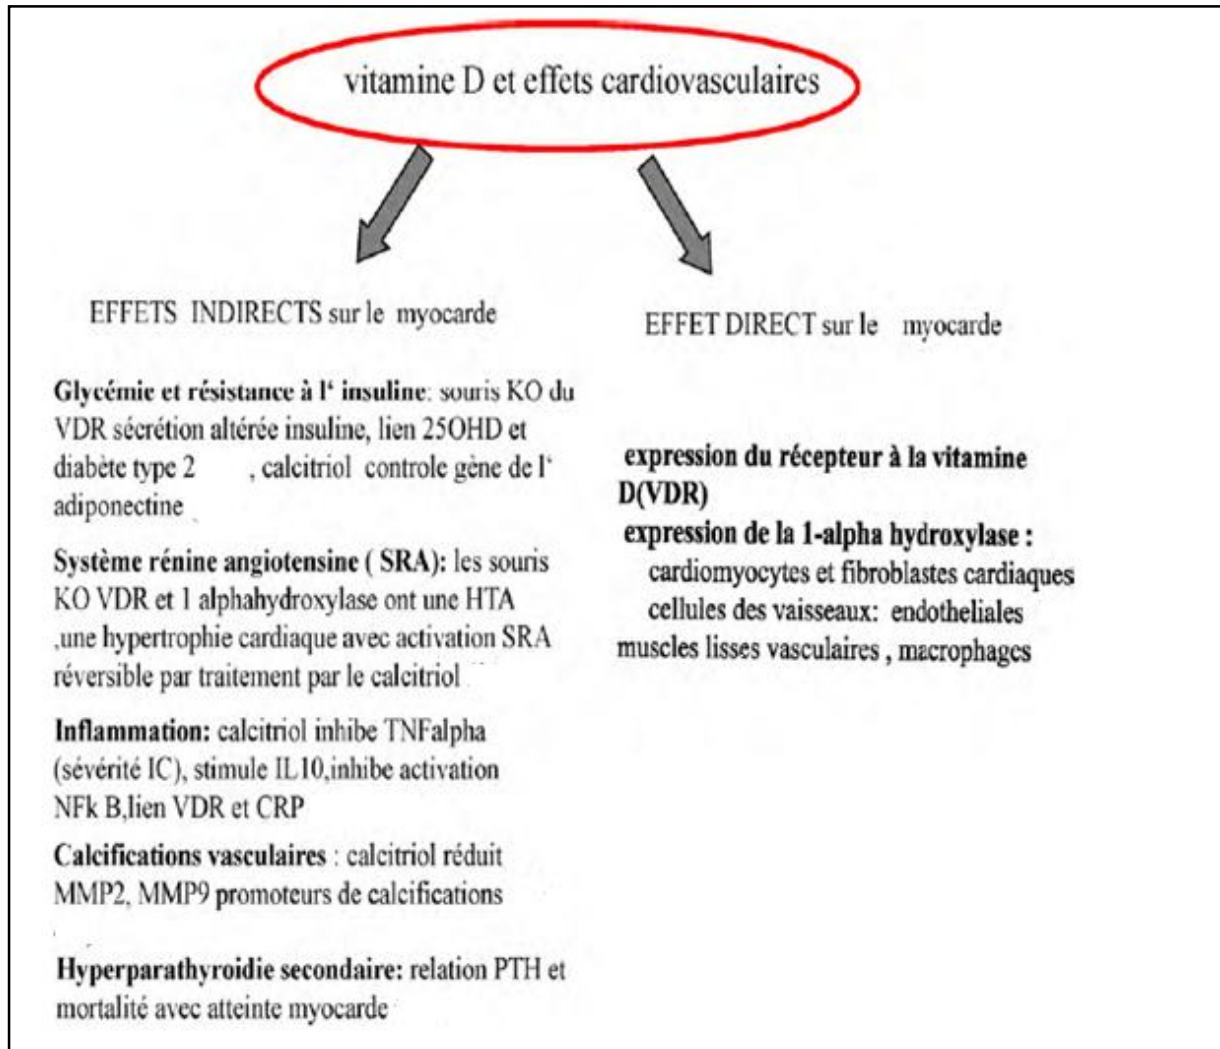 vitamine D et effets cardiovasculaires
EFFETS INDIRECTS sur le myocarde
Glycémie et résistance à l‘ insuline: souris KO du
VDR sécrétion altérée insuline, lien 25OHD et
diabète type 2 , calcitriol controle gène de l‘
adiponectine
Système rénine angiotensine ( SRA): les souris
KO VDR et 1 alphahydroxylase ont une HTA
,une hypertrophie cardiaque avec activation SRA
réversible par traitement par le calcitriol
Inflammation: calcitriol inhibe TNFalpha
(sévérité IC), stimule IL10,inhibe activation
NFk B,lien VDR et CRP
Calcifications vasculaires : calcitriol réduit
MMP2, MMP9 promoteurs de calcifications
Hyperparathyroidie secondaire: relation PTH et
mortalité avec atteinte myocarde
EFFET DIRECT sur le myocarde
expression du récepteur à la vitamine
D(VDR)
expression de la 1-alpha hydroxylase :
cardiomyocytes et fibroblastes cardiaques
cellules des vaisseaux: endotheliales
muscles lisses vasculaires , macrophages